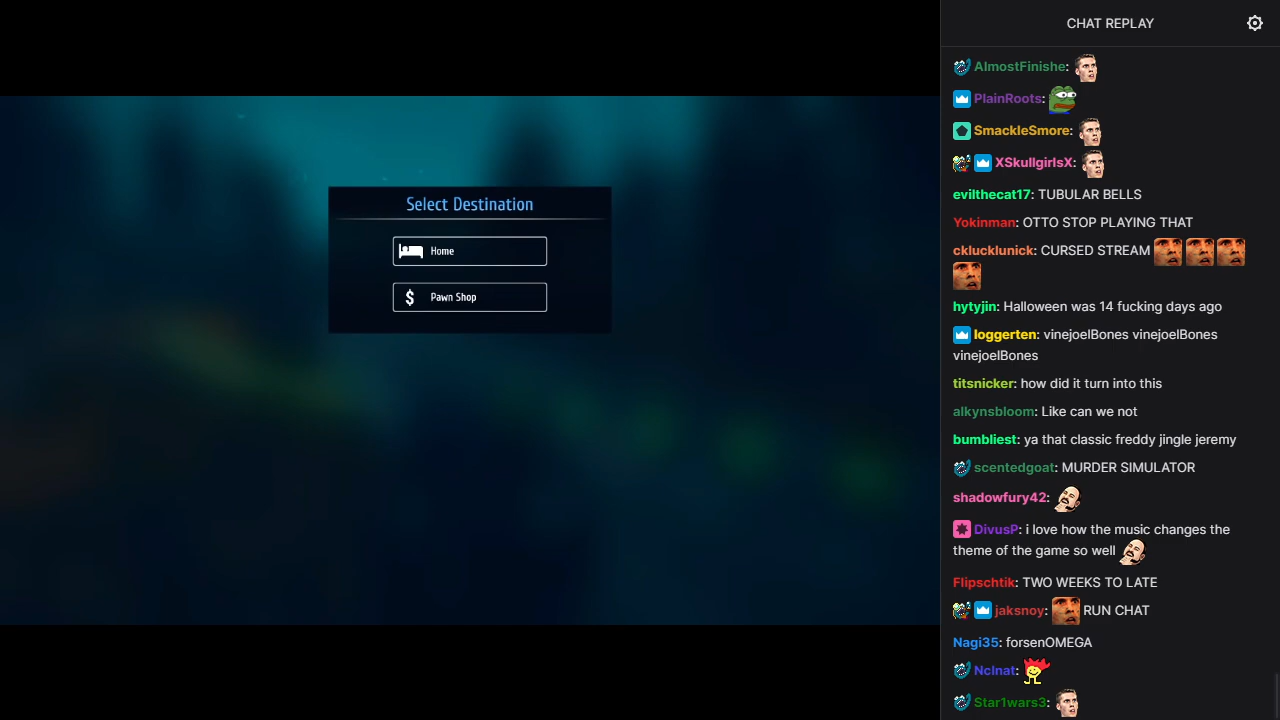 Select Destination
Home
$ Pawn Shop
CHAT REPLAY
AlmostFinishe:
PlainRoots:
SmackleSmore:
XSkullgirlsX:
evilthecat17: TUBULAR BELLS
Yokinman: OTTO STOP PLAYING THAT
cklucklunick: CURSED STREAM
hytyjin: Halloween was 14 fucking days ago
loggerten: vinejoelBones vinejoelBones
vinejoelBones
titsnicker: how did it turn into this
alkynsbloom: Like can we not
bumbliest: ya that classic freddy jingle jeremy
scentedgoat: MURDER SIMULATOR
shadowfury42:
DivusP: i love how the music changes the
theme of the game so well
Flipschtik: TWO WEEKS TO LATE
jaksnoy: RUN CHAT
Nagi35: forsenOMEGA
NcInat:
Star1wars3: